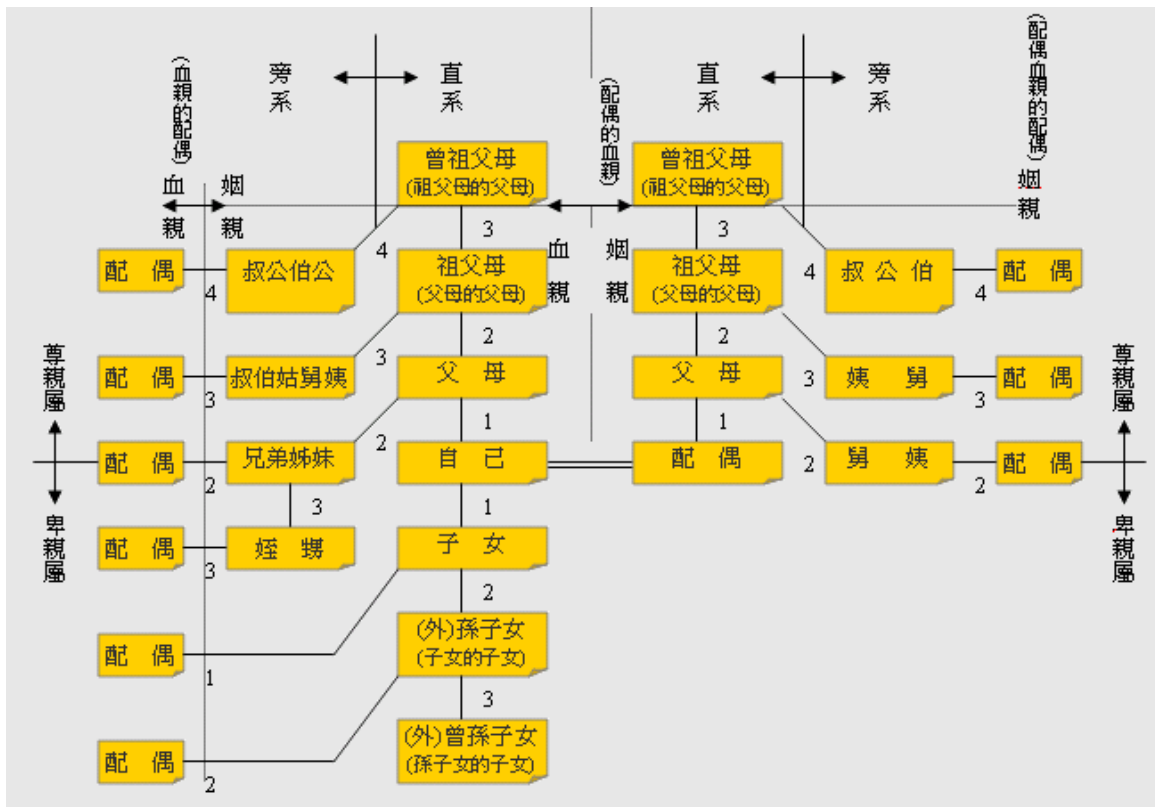 (血親的配偶)
旁系
直系
(配偶的血親)
直系
旁系
(配偶血親的配偶)
血親
姻親
曾祖父母
(祖父母的父母)
曾祖父母
(祖父母的父母)
姻親
3
血親
姻親
3
配 偶
4
叔公伯公
4
祖父母
(父母的父母)
祖父母
(父母的父母)
4
叔 公 伯
4
配 偶
2
2
尊親屬
配 偶
3
叔伯姑舅姨
3
父 母
父 母
3
姨 舅
3
配 偶
尊親屬
1
1
配 偶
2
兄弟姊妹
2
自 己
配 偶
2
舅 姨
2
配 偶
3
1
卑親屬
配 偶
3
姪 甥
子 女
卑親屬
2
配 偶
1
(外)孫子女
(子女的子女)
3
配 偶
2
(外)曾孫子女
(孫子女的子女)